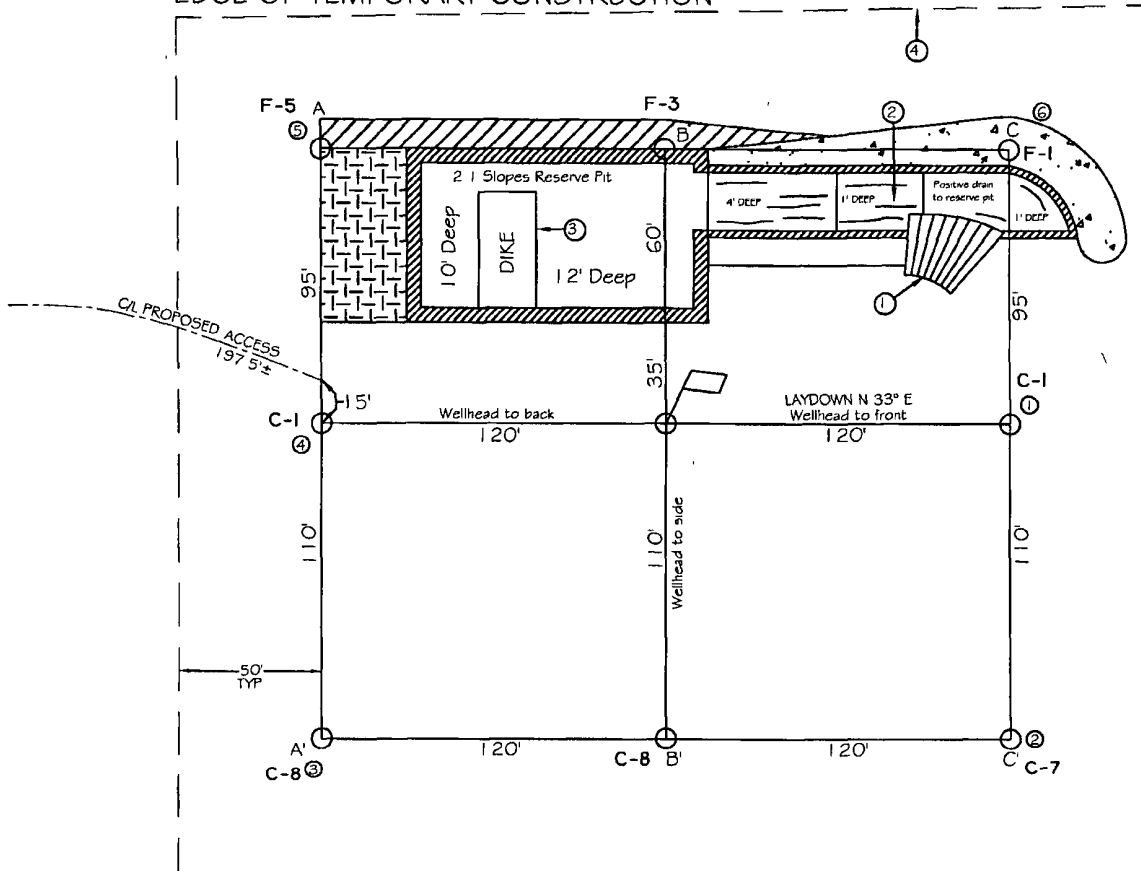 EDGE OF TEMPORARY CONSTRUCTION
4
F-5
A
F-3
6
5
B
2
C
F-1
2 1 Slopes Reserve Pit
Positive drain
to reserve pit
4' DEEP
1' DEEP
1' DEEP
10' Deep
DIKE
3
12' Deep
60'
95'
1
95'
C/L PROPOSED ACCESS
197 5'±
35'
15'
C-1
4
Wellhead to back
120'
LAYDOWN N 33° E
Wellhead to front
120'
C-1
1
110'
110'
Wellhead to side
110'
50'
TYP
A'
120'
B'
120'
C'
2
C-8
3
C-8
C-7